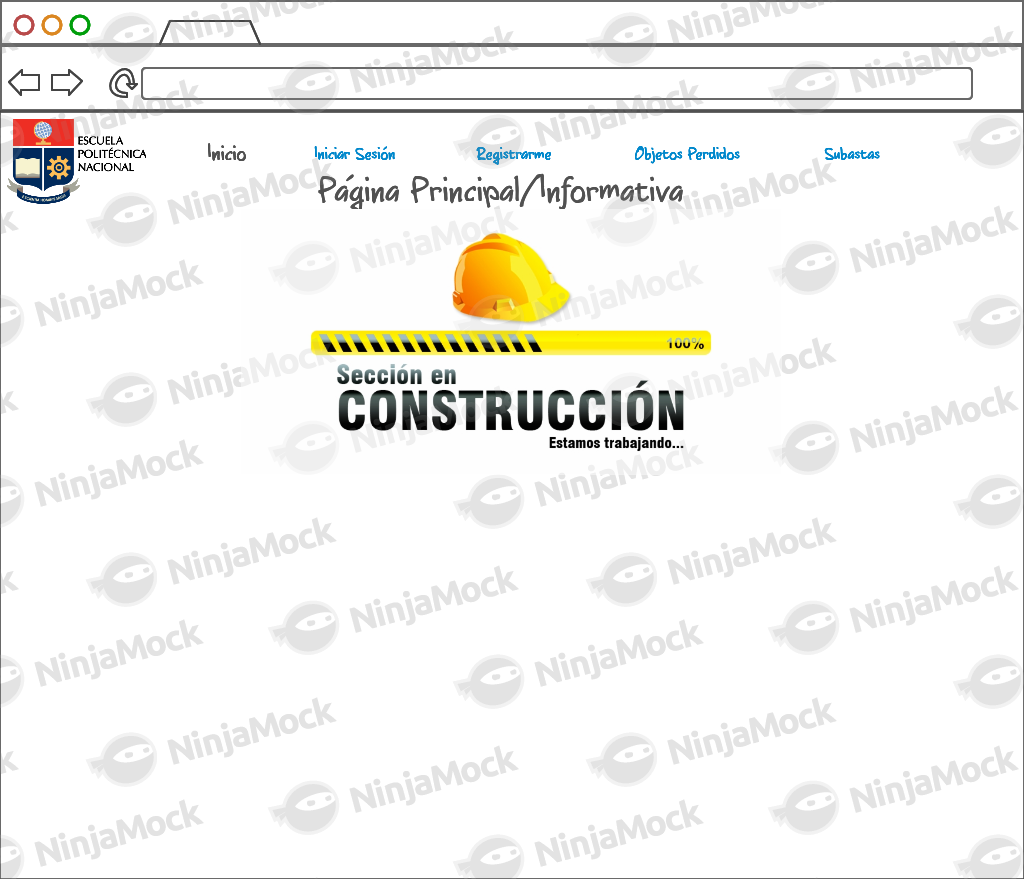 ESCUELA
POLITÉCNICA
NACIONAL
Inicio
Iniciar Sesión
Registrarme
Objetos Perdidos
Subastas
Página Principal/Informativa
100%
Sección en
CONSTRUCCIÓN
Estamos trabajando...
NinjaMock